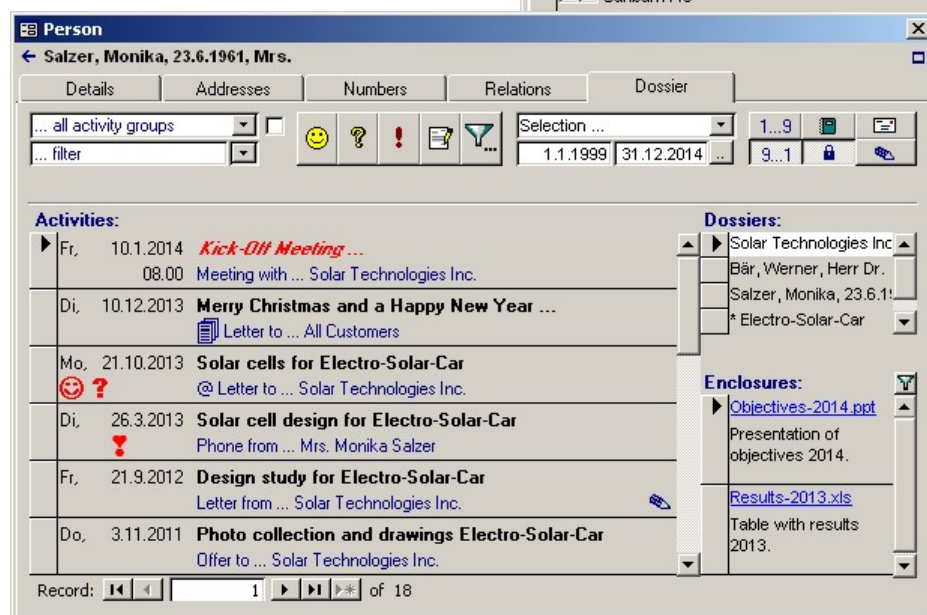 Person
← Salzer, Monika, 23.6.1961, Mrs.
Details Addresses Numbers Relations Dossier
... all activity groups
... filter
Selection ...
1.1.1999 31.12.2014 ..
1...9
9...1
Activities:
Fr, 10.1.2014 Kick-Off Meeting ...
08.00 Meeting with ... Solar Technologies Inc.
Di, 10.12.2013 Merry Christmas and a Happy New Year ...
Letter to ... All Customers
Mo, 21.10.2013 Solar cells for Electro-Solar-Car
@ Letter to ... Solar Technologies Inc.
Di, 26.3.2013 Solar cell design for Electro-Solar-Car
Phone from ... Mrs. Monika Salzer
Fr, 21.9.2012 Design study for Electro-Solar-Car
Letter from ... Solar Technologies Inc.
Do, 3.11.2011 Photo collection and drawings Electro-Solar-Car
Offer to ... Solar Technologies Inc.
Record: 1 of 18
Dossiers:
Solar Technologies Inc
Bär, Werner, Herr Dr.
Salzer, Monika, 23.6.1
* Electro-Solar-Car
Enclosures:
Objectives-2014.ppt
Presentation of
objectives 2014.
Results-2013.xls
Table with results
2013.